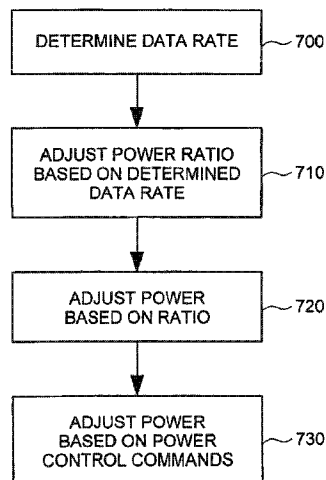 DETERMINE DATA RATE
700
ADJUST POWER RATIO
BASED ON DETERMINED
DATA RATE
710
ADJUST POWER
BASED ON RATIO
720
ADJUST POWER
BASED ON POWER
CONTROL COMMANDS
730